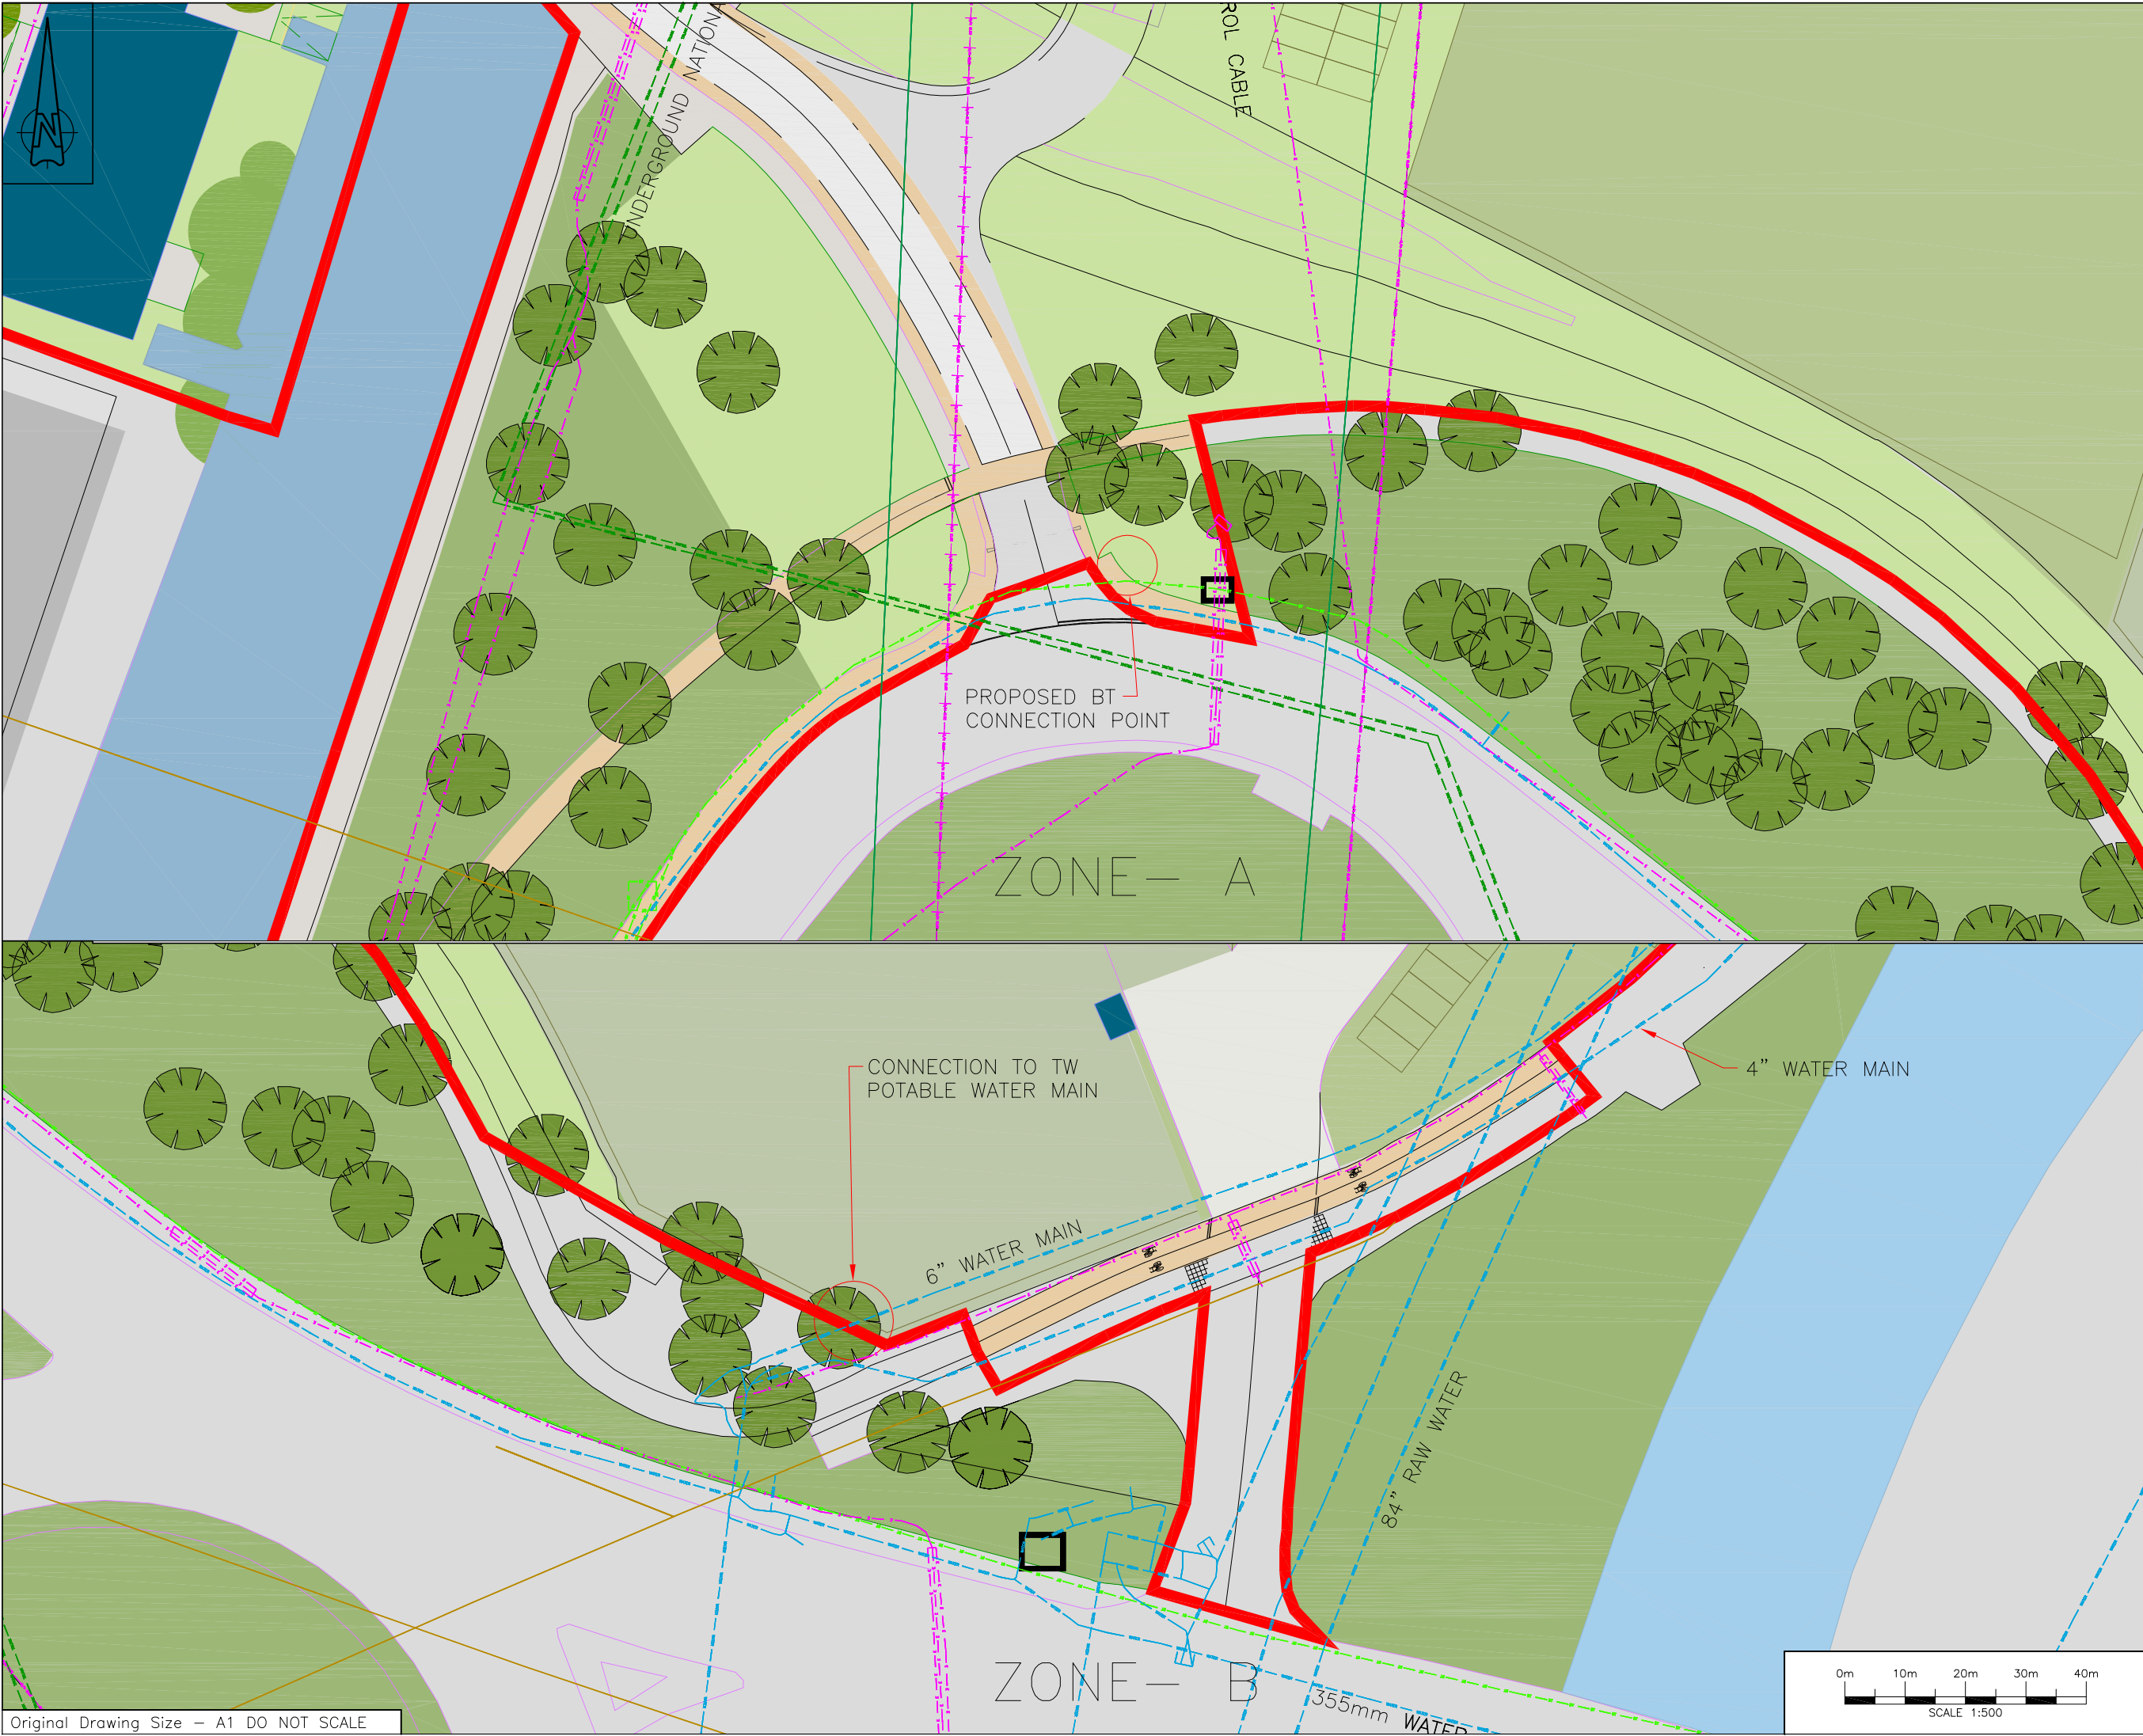 N
UNDERGROUND NATIONA
ROL CABLE
PROPOSED BT
CONNECTION POINT
ZONE— A
CONNECTION TO TW
POTABLE WATER MAIN
4” WATER MAIN
6” WATER MAIN
84” RAW WATER
ZONE— B
355mm WATER
0m 10m 20m 30m 40m
SCALE 1:500
Original Drawing Size — A1 DO NOT SCALE